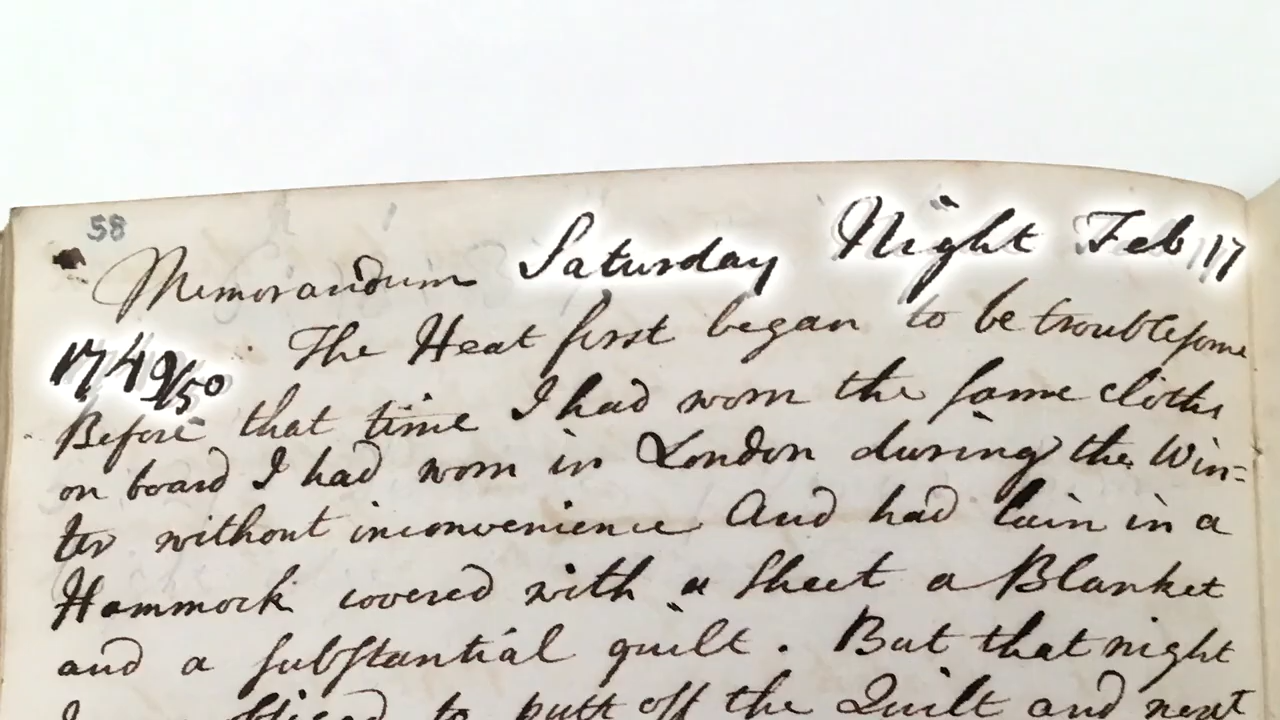 58
Memorandum Saturday Night Feb 17
1749/50 The Heat first began to be troubleſome
Before that time I had worn the ſame cloths
on board I had worn in London during the Win=
ter without inconvenience And had lain in a
Hammock covered with a ſheet a Blanket
and a ſubſtantial quilt. But that night
I obliged to putt off the Quilt and next